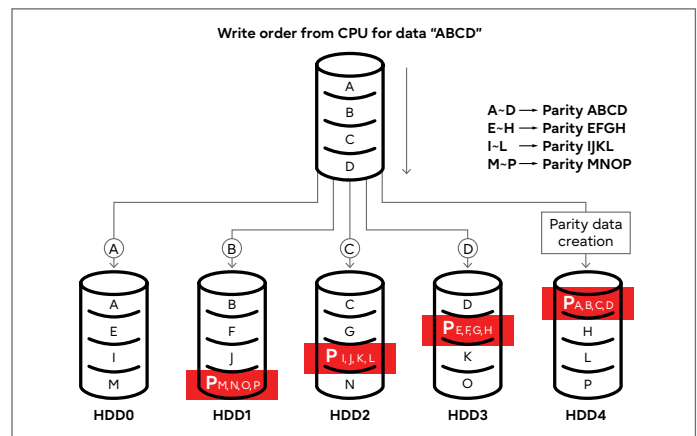 Write order from CPU for data “ABCD”
A
B
C
D
A~D → Parity ABCD
E~H → Parity EFGH
I~L → Parity IJKL
M~P → Parity MNOP
Parity data
creation
A
B
C
D
A
E
I
M
B
F
J
PM,N,O,P
C
G
P I, J, K, L
N
D
PE,F,G,H
K
O
PA,B,C,D
H
L
P
HDD0
HDD1
HDD2
HDD3
HDD4